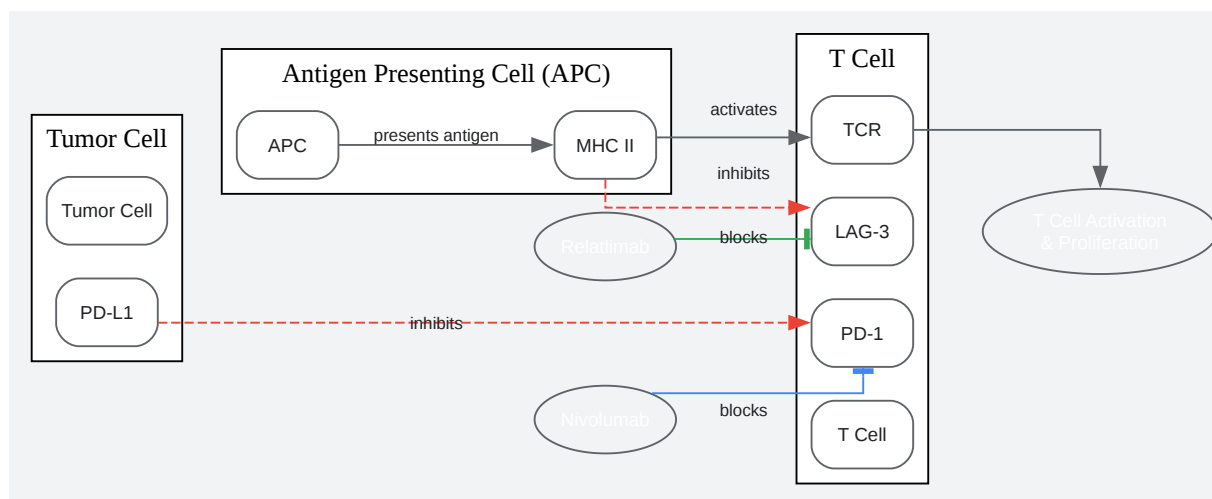 Tumor Cell
Tumor Cell
PD-L1
Antigen Presenting Cell (APC)
APC
presents antigen
MHC II
activates
inhibits
Relatlimab
blocks
inhibits
Nivolumab
blocks
T Cell
TCR
LAG-3
PD-1
T Cell
T Cell Activation
& Proliferation